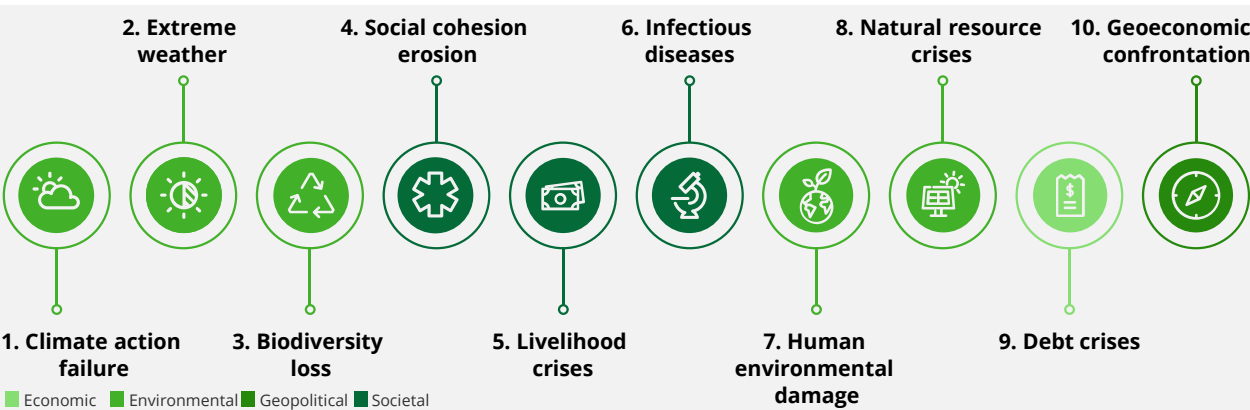 2. Extreme
weather
4. Social cohesion
erosion
6. Infectious
diseases
8. Natural resource
crises
10. Geoeconomic
confrontation
$
1. Climate action
failure
3. Biodiversity
loss
5. Livelihood
crises
7. Human
environmental
damage
9. Debt crises
Economic Environmental Geopolitical Societal